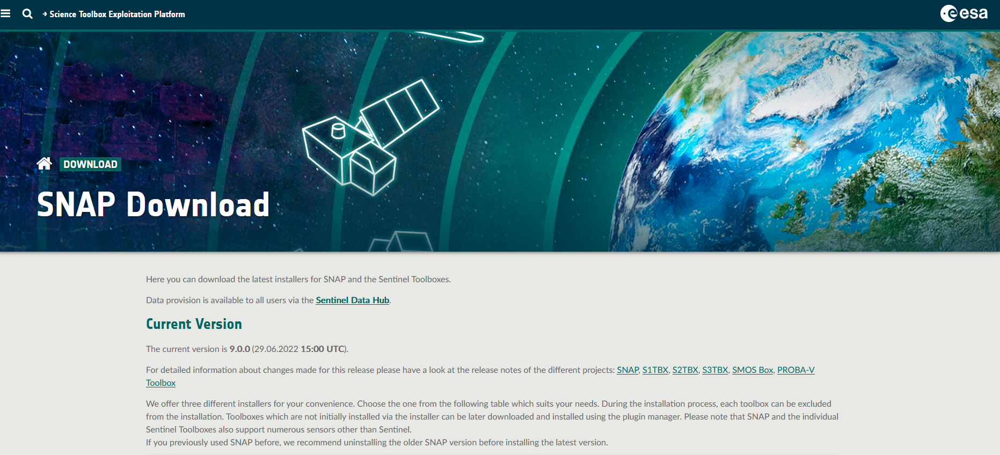 → Science Toolbox Exploitation Platform
esa
DOWNLOAD
SNAP Download
Here you can download the latest installers for SNAP and the Sentinel Toolboxes.
Data provision is available to all users via the Sentinel Data Hub.
Current Version
The current version is 9.0.0 (29.06.2022 15:00 UTC).
For detailed information about changes made for this release please have a look at the release notes of the different projects: SNAP, S1TBX, S2TBX, S3TBX, SMOS Box, PROBA-V
Toolbox
We offer three different installers for your convenience. Choose the one from the following table which suits your needs. During the installation process, each toolbox can be excluded
from the installation. Toolboxes which are not initially installed via the installer can be later downloaded and installed using the plugin manager. Please note that SNAP and the individual
Sentinel Toolboxes also support numerous sensors other than Sentinel.
If you previously used SNAP before, we recommend uninstalling the older SNAP version before installing the latest version.